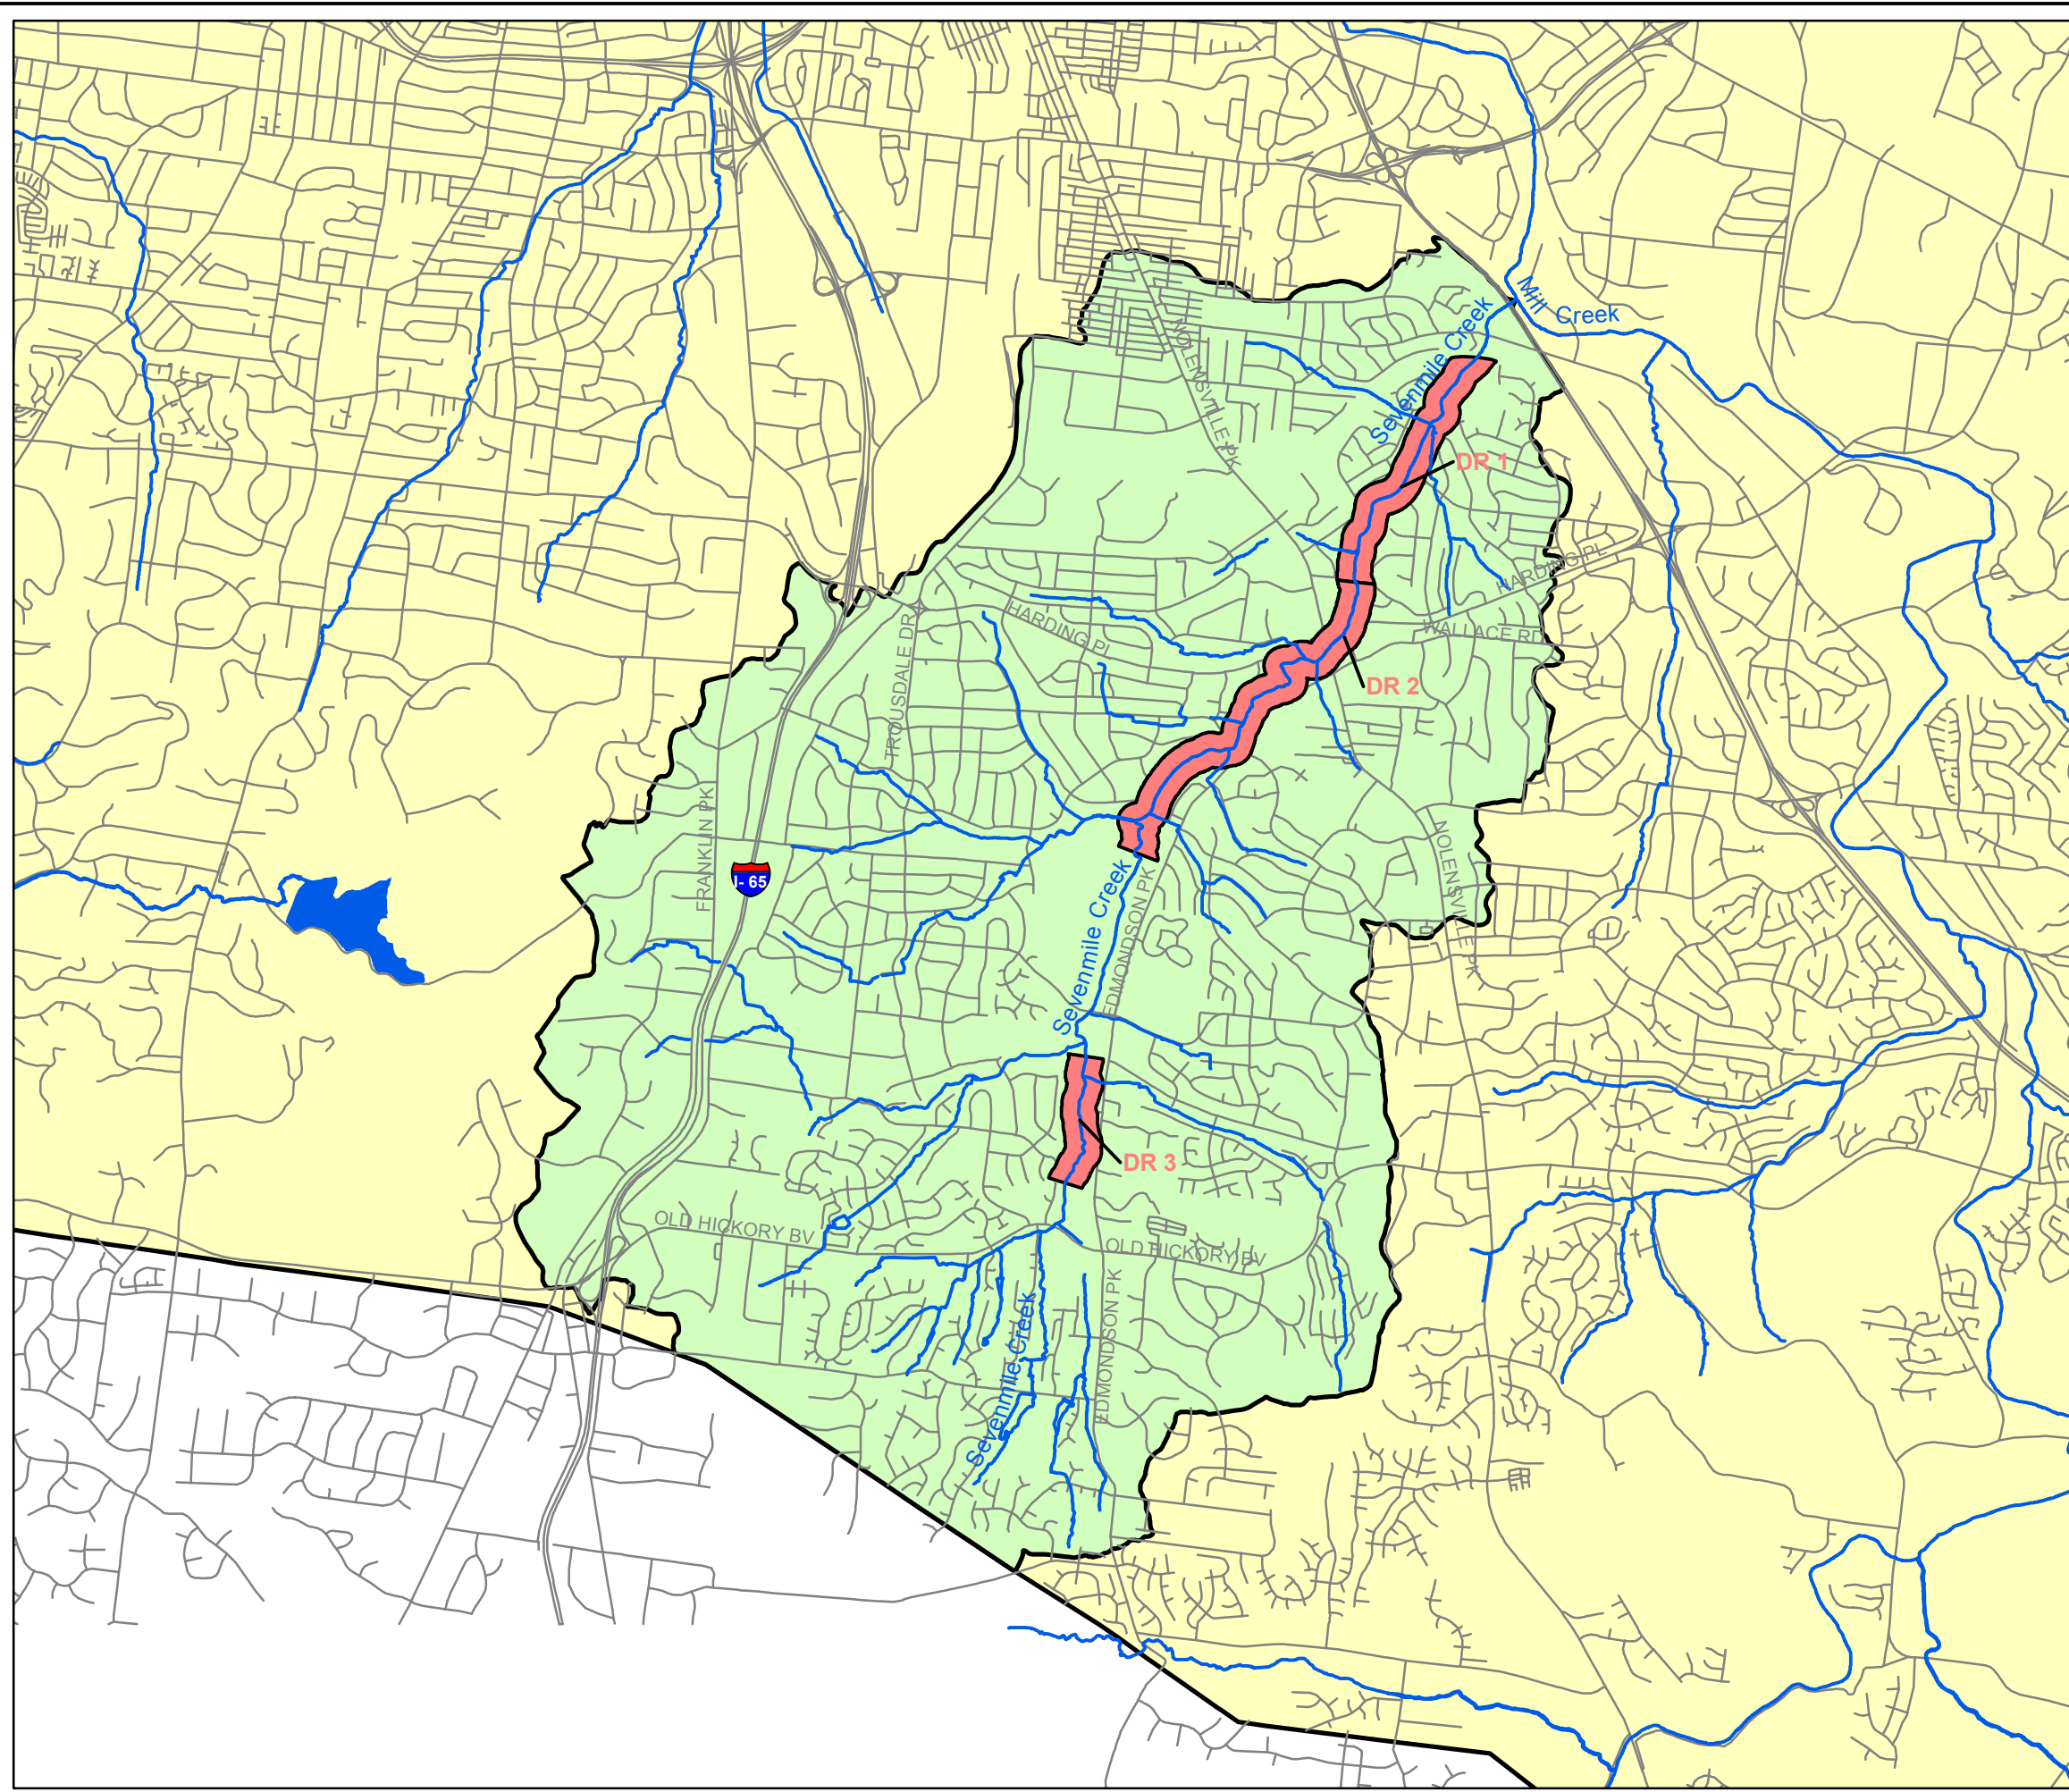 Mill Creek
Sevenmile Creek
NOLENSVILLE PK
DR 1
HARDING PL
WALLACE RD
HARDING Pl
TROUSDALE DR
DR 2
FRANKLIN PK
I- 65
NOLENSVILLE PK
Sevenmile Creek
EDMONDSON PK
DR 3
OLD HICKORY BV
OLD HICKORY BV
Sevenmile Creek
EDMONDSON PK